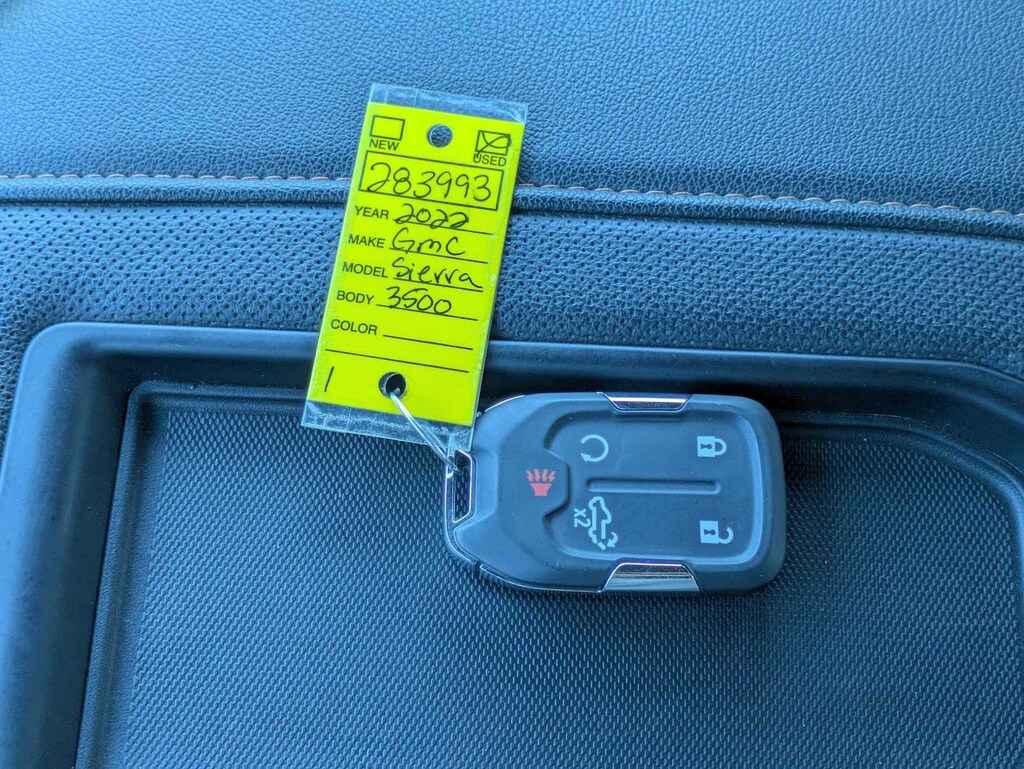 NEW
USED
283993
YEAR 2022
MAKE GMC
MODEL Sierra
BODY 3500
COLOR
1
X2